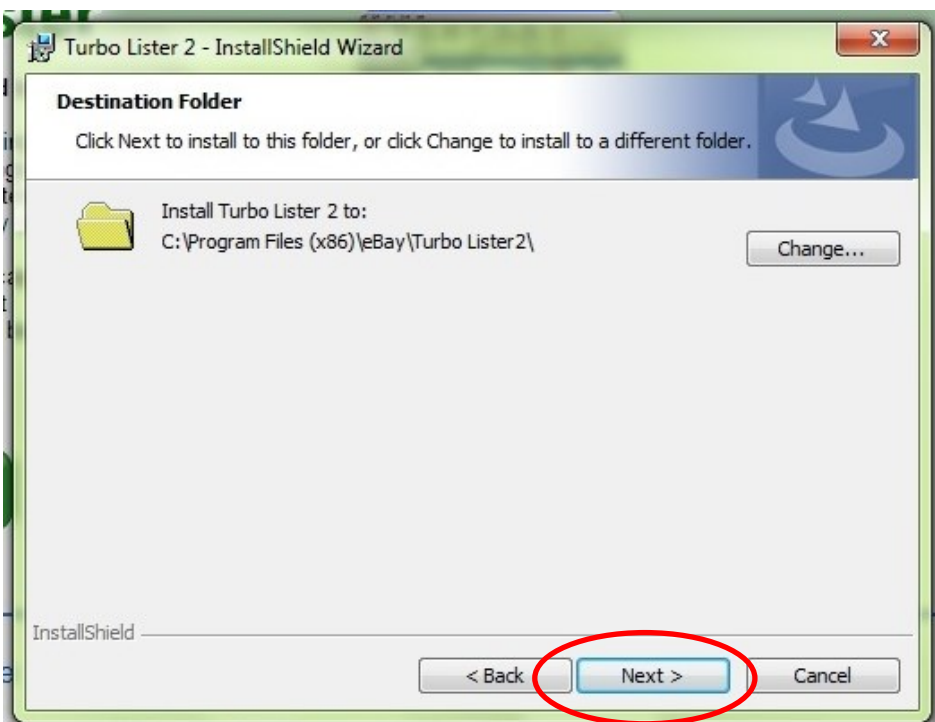 Turbo Lister 2 - InstallShield Wizard
Destination Folder
Click Next to install to this folder, or click Change to install to a different folder.
Install Turbo Lister 2 to:
C:\Program Files (x86)\eBay\Turbo Lister2\
Change...
InstallShield
< Back
Next >
Cancel